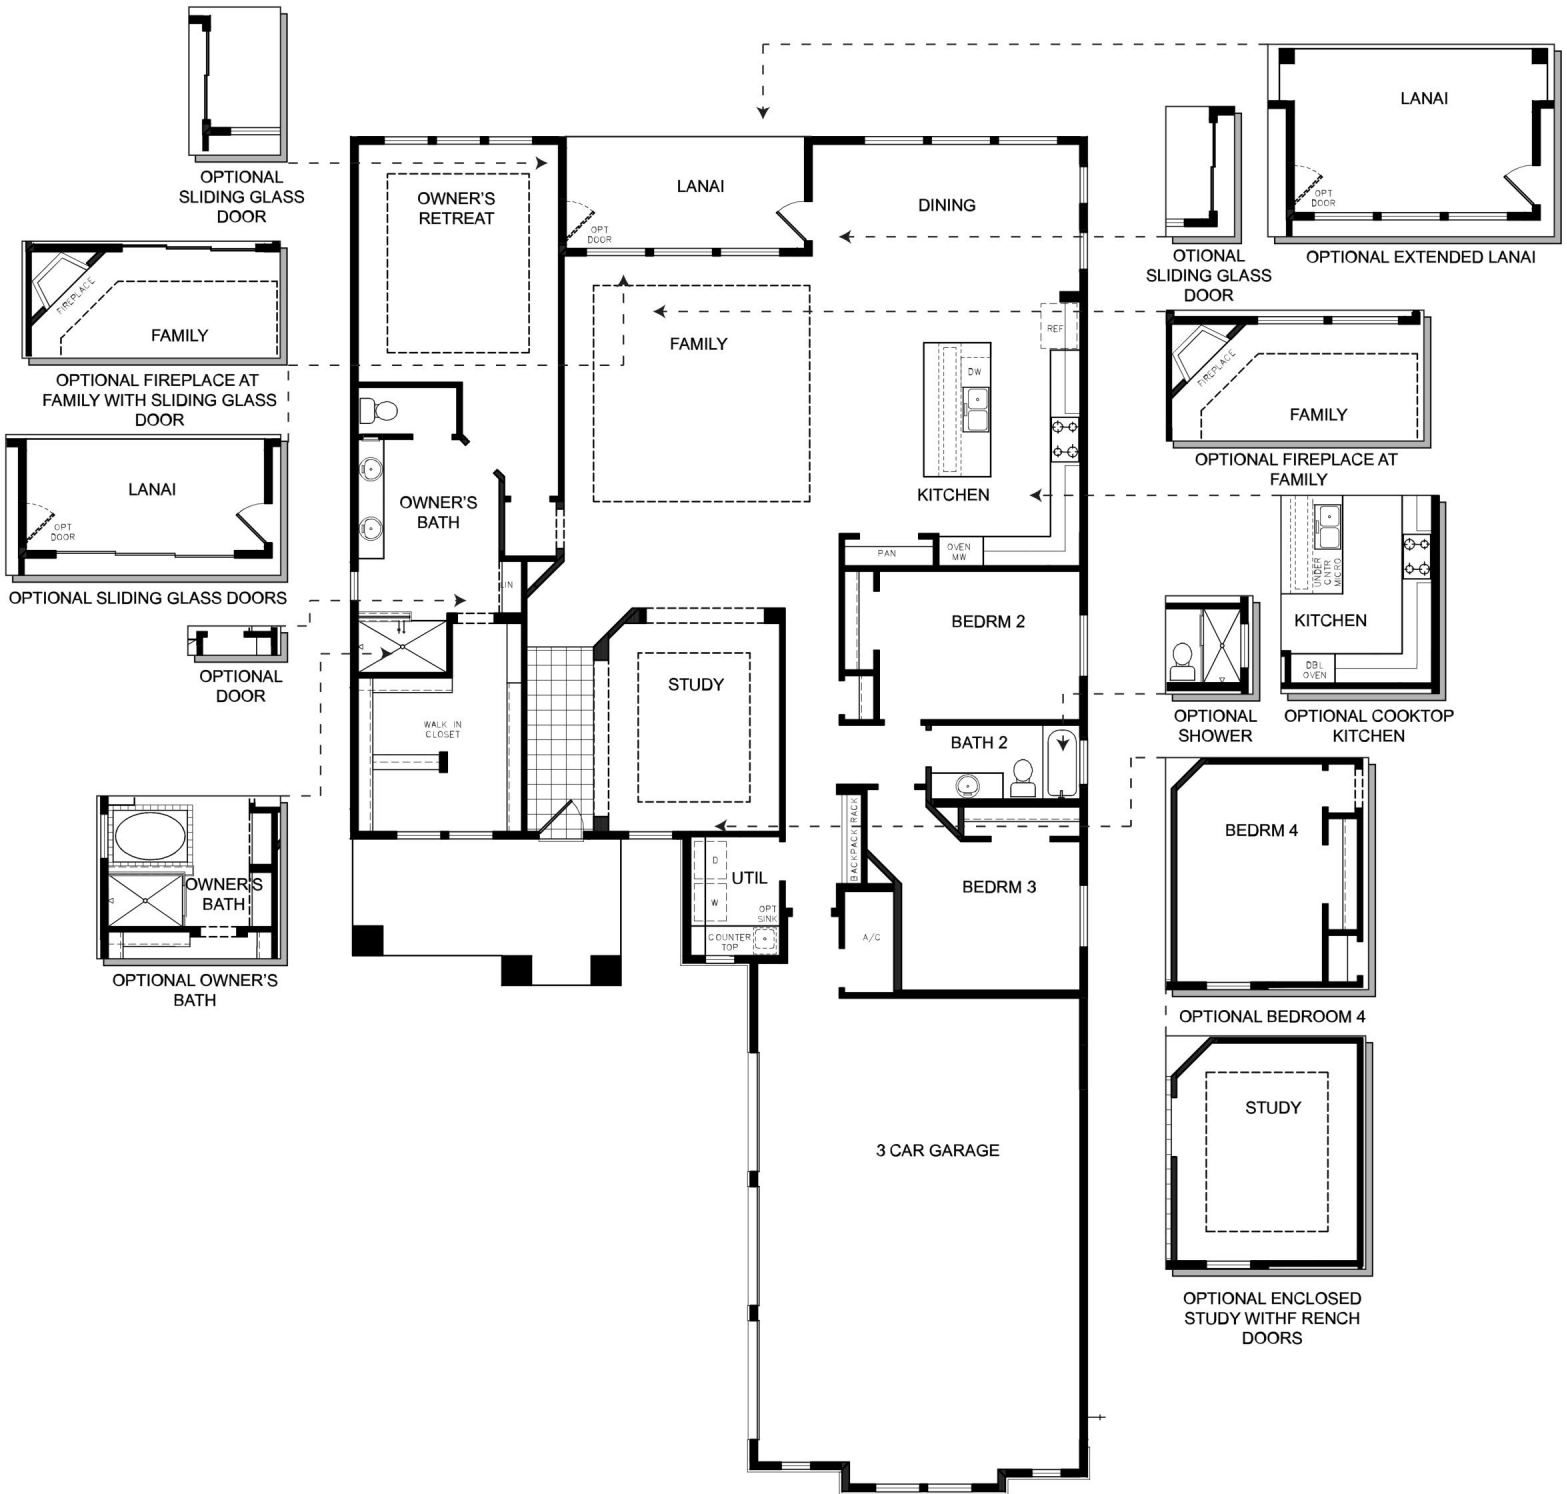 OPTIONAL
SLIDING GLASS
DOOR
FIREPLACE
FAMILY
OPTIONAL FIREPLACE AT
FAMILY WITH SLIDING GLASS
DOOR
LANAI
OPT
DOOR
OPTIONAL SLIDING GLASS DOORS
OPTIONAL
DOOR
OWNER'S
BATH
OPTIONAL OWNER'S
BATH
OWNER'S
RETREAT
LANAI
OPT
DOOR
DINING
FAMILY
REF
DW
KITCHEN
OWNER'S
BATH
PAN
OVEN
MW
LIN
BEDRM 2
STUDY
WALK IN
CLOSET
BATH 2
BACKPACK RACK
BEDRM 3
D
UTIL
W
OPT
SINK
COUNTER
TOP
A/C
3 CAR GARAGE
LANAI
OPT
DOOR
OPTIONAL EXTENDED LANAI
OTIONAL
SLIDING GLASS
DOOR
FIREPLACE
FAMILY
OPTIONAL FIREPLACE AT
FAMILY
UNDER
CNTR
MICRO
KITCHEN
DBL
OVEN
OPTIONAL COOKTOP
KITCHEN
OPTIONAL
SHOWER
BEDRM 4
OPTIONAL BEDROOM 4
STUDY
OPTIONAL ENCLOSED
STUDY WITHF RENCH
DOORS